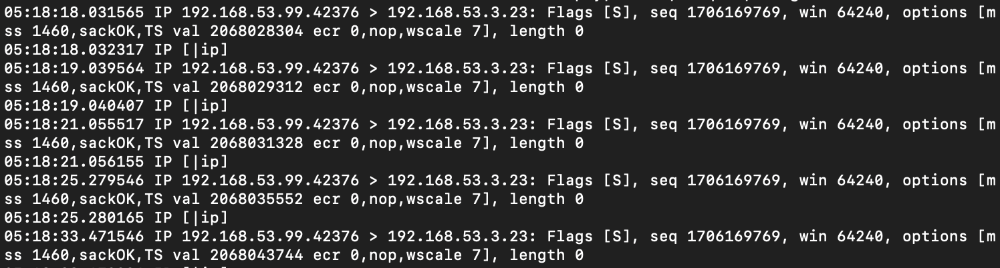 05:18:18.031565 IP 192.168.53.99.42376 > 192.168.53.3.23: Flags [S], seq 1706169769, win 64240, options [m
ss 1460,sackOK,TS val 2068028304 ecr 0,nop,wscale 7], length 0
05:18:18.032317 IP [|ip]
05:18:19.039564 IP 192.168.53.99.42376 > 192.168.53.3.23: Flags [S], seq 1706169769, win 64240, options [m
ss 1460,sackOK,TS val 2068029312 ecr 0,nop,wscale 7], length 0
05:18:19.040407 IP [|ip]
05:18:21.055517 IP 192.168.53.99.42376 > 192.168.53.3.23: Flags [S], seq 1706169769, win 64240, options [m
ss 1460,sackOK,TS val 2068031328 ecr 0,nop,wscale 7], length 0
05:18:21.056155 IP [|ip]
05:18:25.279546 IP 192.168.53.99.42376 > 192.168.53.3.23: Flags [S], seq 1706169769, win 64240, options [m
ss 1460,sackOK,TS val 2068035552 ecr 0,nop,wscale 7], length 0
05:18:25.280165 IP [|ip]
05:18:33.471546 IP 192.168.53.99.42376 > 192.168.53.3.23: Flags [S], seq 1706169769, win 64240, options [m
ss 1460,sackOK,TS val 2068043744 ecr 0,nop,wscale 7], length 0